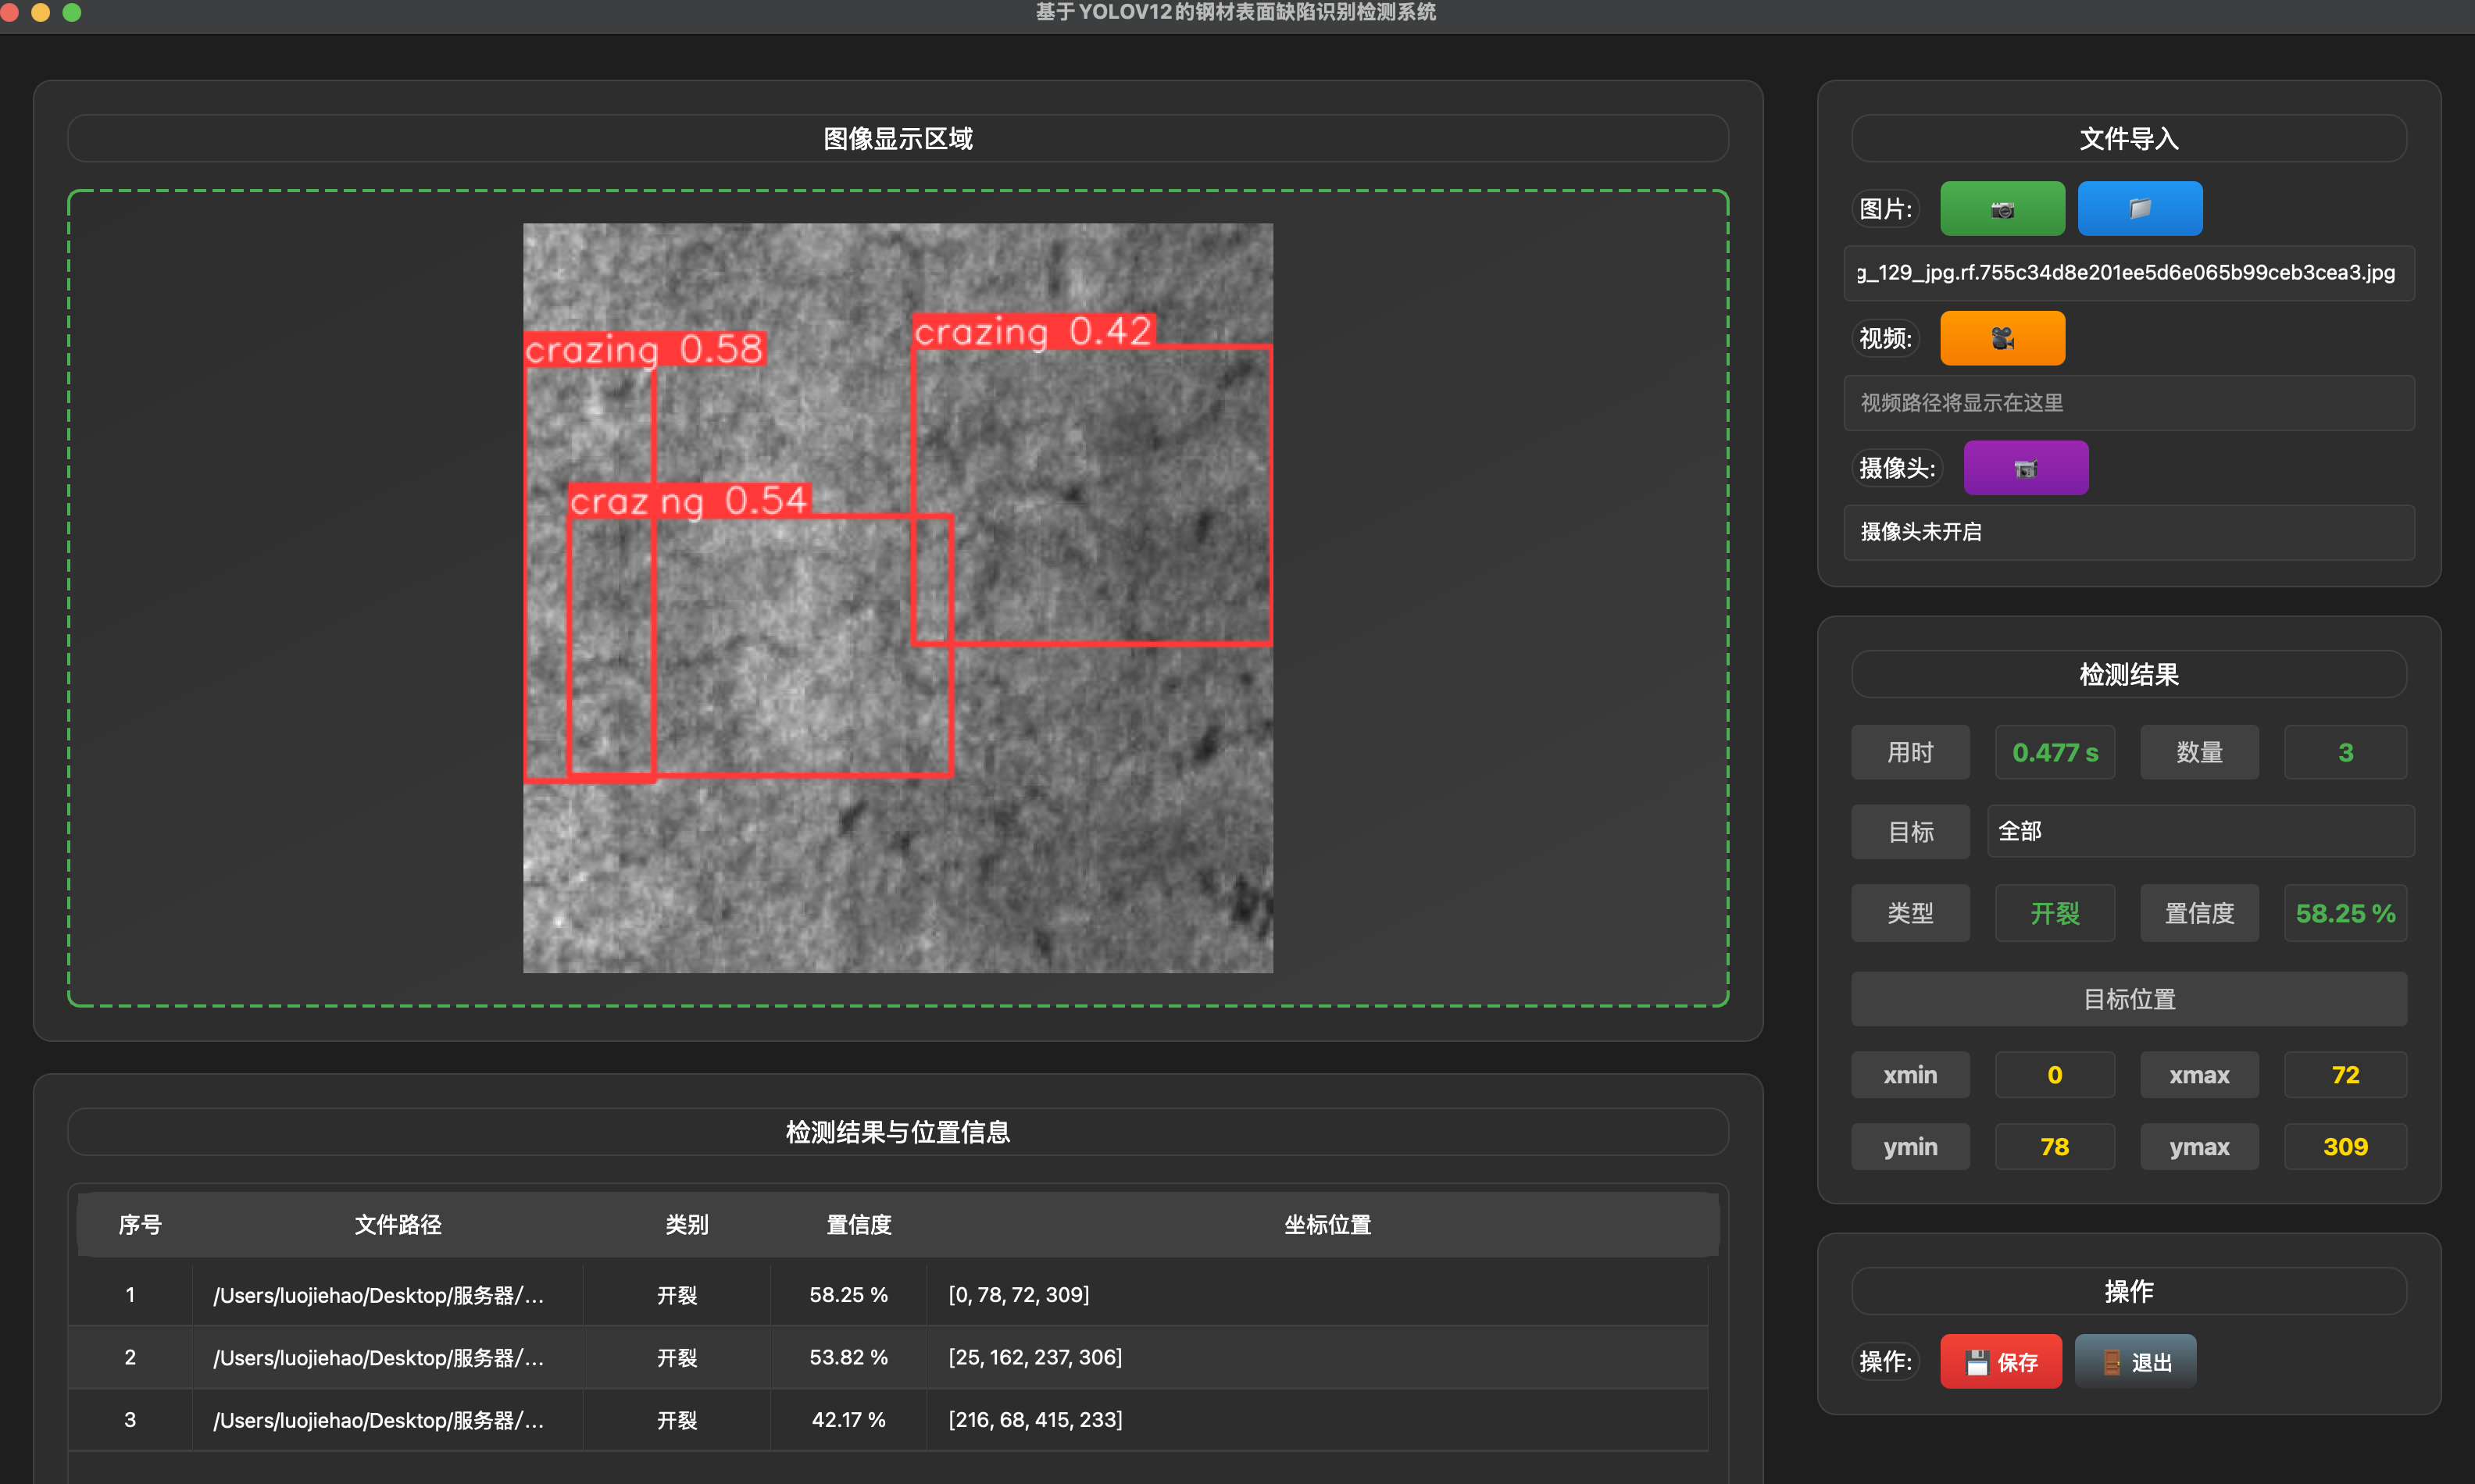 基于YOLOV12的钢材表面缺陷识别检测系统
图像显示区域
crazing 0.42
crazing 0.58
craz ng 0.54
检测结果与位置信息
序号 文件路径 类别 置信度 坐标位置
1 /Users/luojiehao/Desktop/服务器/... 开裂 58.25 % [0, 78, 72, 309]
2 /Users/luojiehao/Desktop/服务器/... 开裂 53.82 % [25, 162, 237, 306]
3 /Users/luojiehao/Desktop/服务器/... 开裂 42.17 % [216, 68, 415, 233]
文件导入
图片:
g_129_jpg.rf.755c34d8e201ee5d6e065b99ceb3cea3.jpg
视频:
视频路径将显示在这里
摄像头:
摄像头未开启
检测结果
用时 0.477 s 数量 3
目标 全部
类型 开裂 置信度 58.25 %
目标位置
xmin 0 xmax 72
ymin 78 ymax 309
操作
操作: 保存 退出